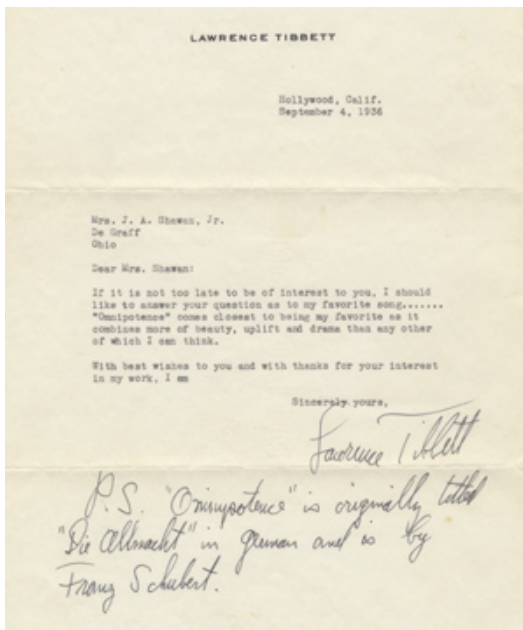 LAWRENCE TIBBETT
Hollywood, Calif.
September 4, 1936
Mrs. J. A. Shawan, Jr.
De Graff
Ohio
Dear Mrs. Shawan:
If it is not too late to be of interest to you, I should
like to answer your question as to my favorite song.......
"Omnipotence" comes closest to being my favorite as it
combines more of beauty, uplift and drama than any other
of which I can think.
With best wishes to you and with thanks for your interest
in my work, I am
Sincerely yours,
Lawrence Tibbett
P.S. "Omnipotence" is originally titled
"Die Allmacht" in german and is by
Franz Schubert.